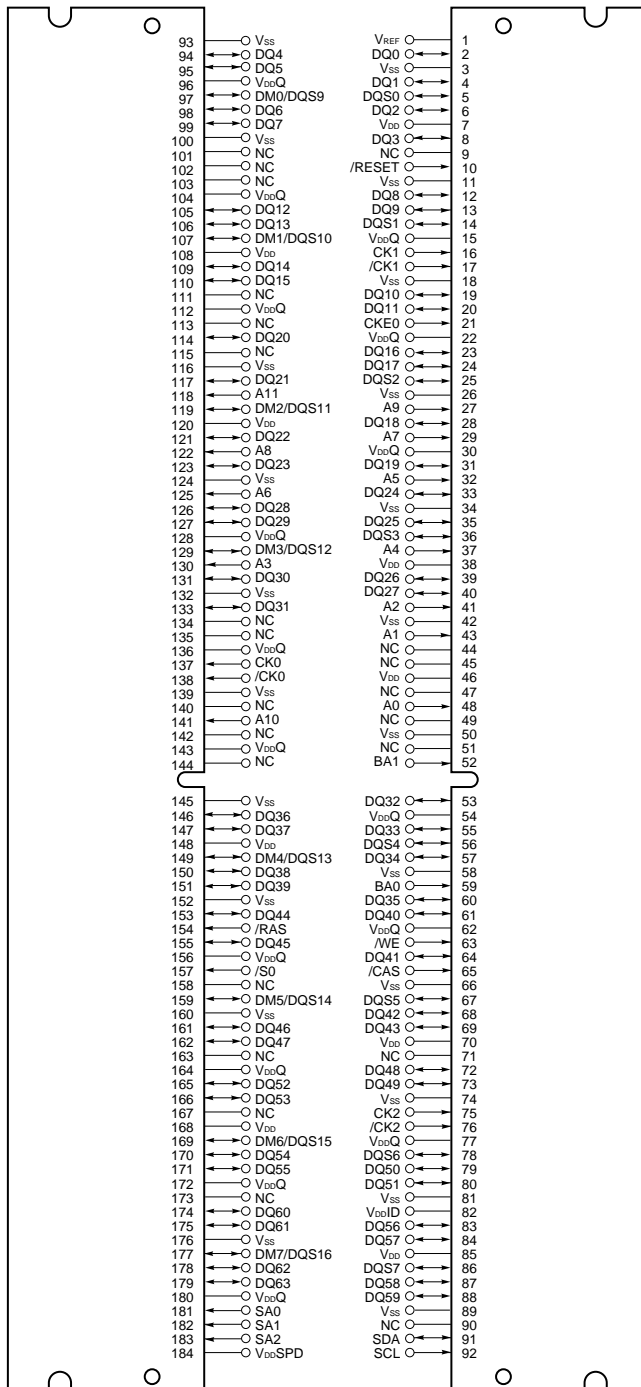 93 VSS VREF 1
94 DQ4 DQ0 2
95 DQ5 VSS 3
96 VDDQ DQ1 4
97 DM0/DQS9 DQS0 5
98 DQ6 DQ2 6
99 DQ7 VDD 7
100 VSS DQ3 8
101 NC NC 9
102 NC /RESET 10
103 NC VSS 11
104 VDDQ DQ8 12
105 DQ12 DQ9 13
106 DQ13 DQS1 14
107 DM1/DQS10 VDDQ 15
108 VDD CK1 16
109 DQ14 /CK1 17
110 DQ15 VSS 18
111 NC DQ10 19
112 VDDQ DQ11 20
113 NC CKE0 21
114 DQ20 VDDQ 22
115 NC DQ16 23
116 VSS DQ17 24
117 DQ21 DQS2 25
118 A11 VSS 26
119 DM2/DQS11 A9 27
120 VDD DQ18 28
121 DQ22 A7 29
122 A8 VDDQ 30
123 DQ23 DQ19 31
124 VSS A5 32
125 A6 DQ24 33
126 DQ28 VSS 34
127 DQ29 DQ25 35
128 VDDQ DQS3 36
129 DM3/DQS12 A4 37
130 A3 VDD 38
131 DQ30 DQ26 39
132 VSS DQ27 40
133 DQ31 A2 41
134 NC VSS 42
135 NC A1 43
136 VDDQ NC 44
137 CK0 NC 45
138 /CK0 VDD 46
139 VSS NC 47
140 NC A0 48
141 A10 NC 49
142 NC VSS 50
143 VDDQ NC 51
144 NC BA1 52
145 VSS DQ32 53
146 DQ36 VDDQ 54
147 DQ37 DQ33 55
148 VDD DQS4 56
149 DM4/DQS13 DQ34 57
150 DQ38 VSS 58
151 DQ39 BA0 59
152 VSS DQ35 60
153 DQ44 DQ40 61
154 /RAS VDDQ 62
155 DQ45 /WE 63
156 VDDQ DQ41 64
157 /S0 /CAS 65
158 NC VSS 66
159 DM5/DQS14 DQS5 67
160 VSS DQ42 68
161 DQ46 DQ43 69
162 DQ47 VDD 70
163 NC NC 71
164 VDDQ DQ48 72
165 DQ52 DQ49 73
166 DQ53 VSS 74
167 NC CK2 75
168 VDD /CK2 76
169 DM6/DQS15 VDDQ 77
170 DQ54 DQS6 78
171 DQ55 DQ50 79
172 VDDQ DQ51 80
173 NC VSS 81
174 DQ60 VDDID 82
175 DQ61 DQ56 83
176 VSS DQ57 84
177 DM7/DQS16 VDD 85
178 DQ62 DQS7 86
179 DQ63 DQ58 87
180 VDDQ DQ59 88
181 SA0 VSS 89
182 SA1 NC 90
183 SA2 SDA 91
184 VDDSPD SCL 92